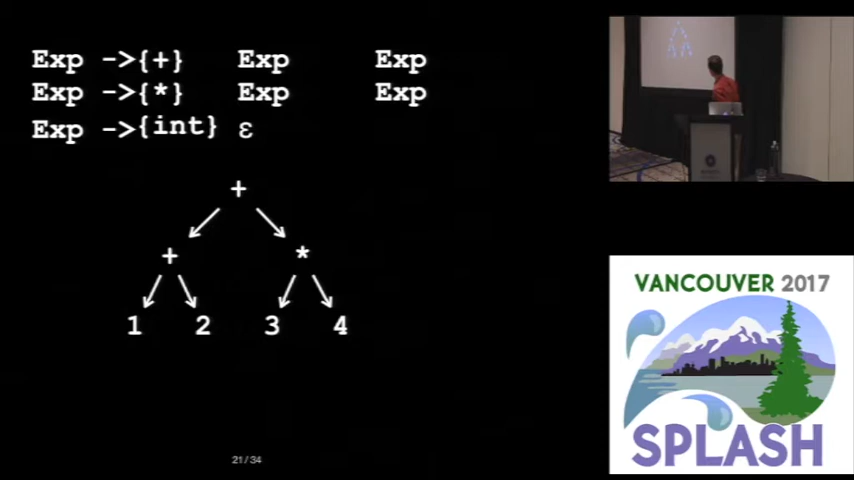 Exp ->{+} Exp Exp
Exp ->{*} Exp Exp
Exp ->{int} ε
+
+ *
1 2 3 4
21/34
VANCOUVER 2017
SPLASH